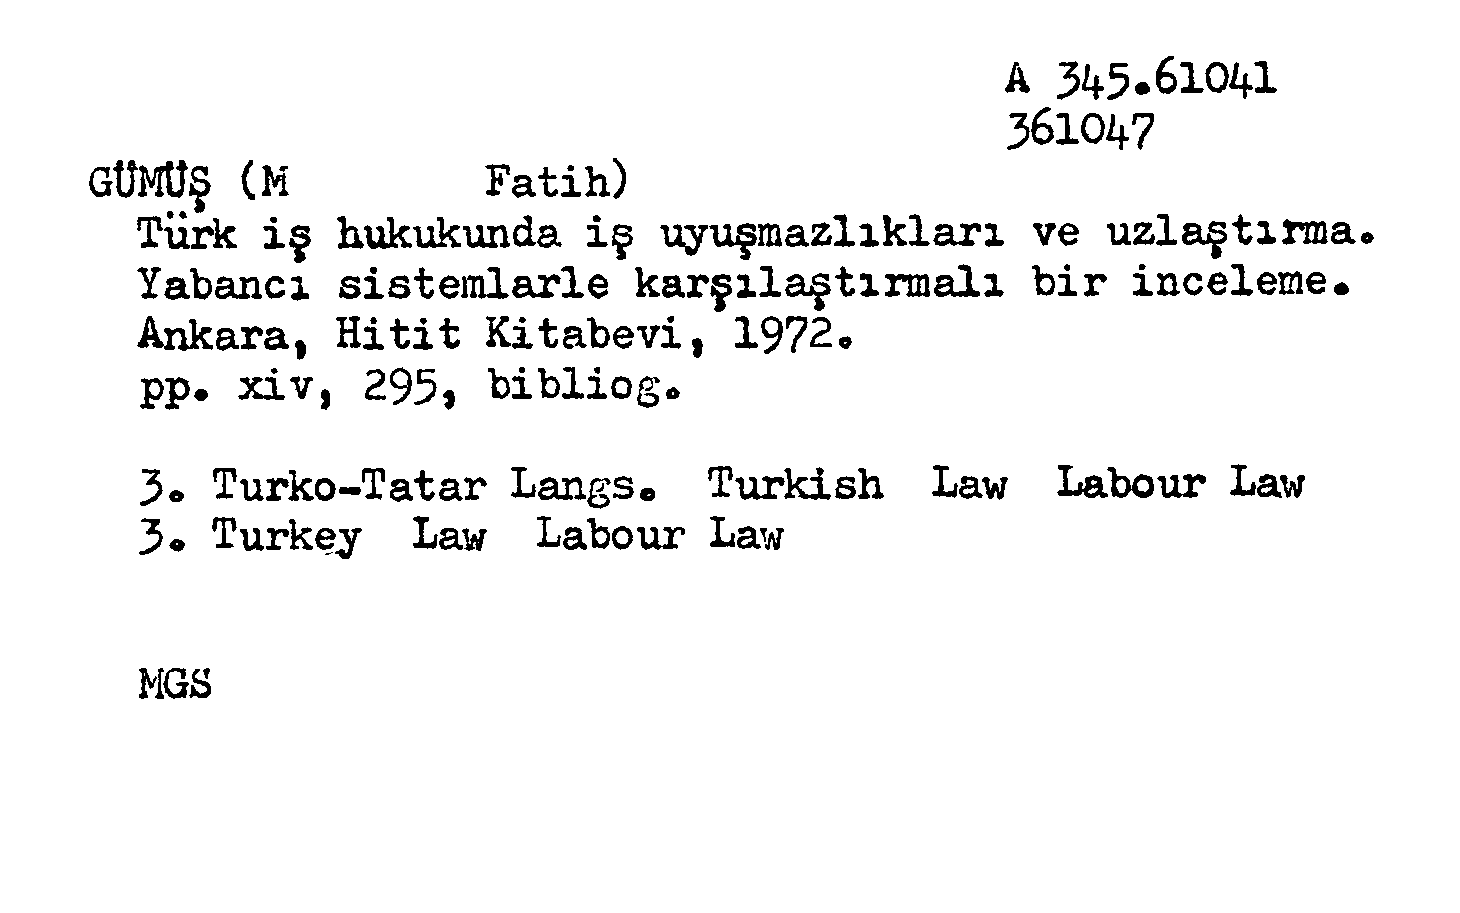 A 345.61041
361047
GÜMÜŞ (M Fatih)
Türk iş hukukunda iş uyuşmazlıkları ve uzlaştırma.
Yabancı sistemlarle karşılaştırmalı bir inceleme.
Ankara, Hitit Kitabevi, 1972.
pp. xiv, 295, bibliog.
3. Turko-Tatar Langs. Turkish Law Labour Law
3. Turkey Law Labour Law
MGS